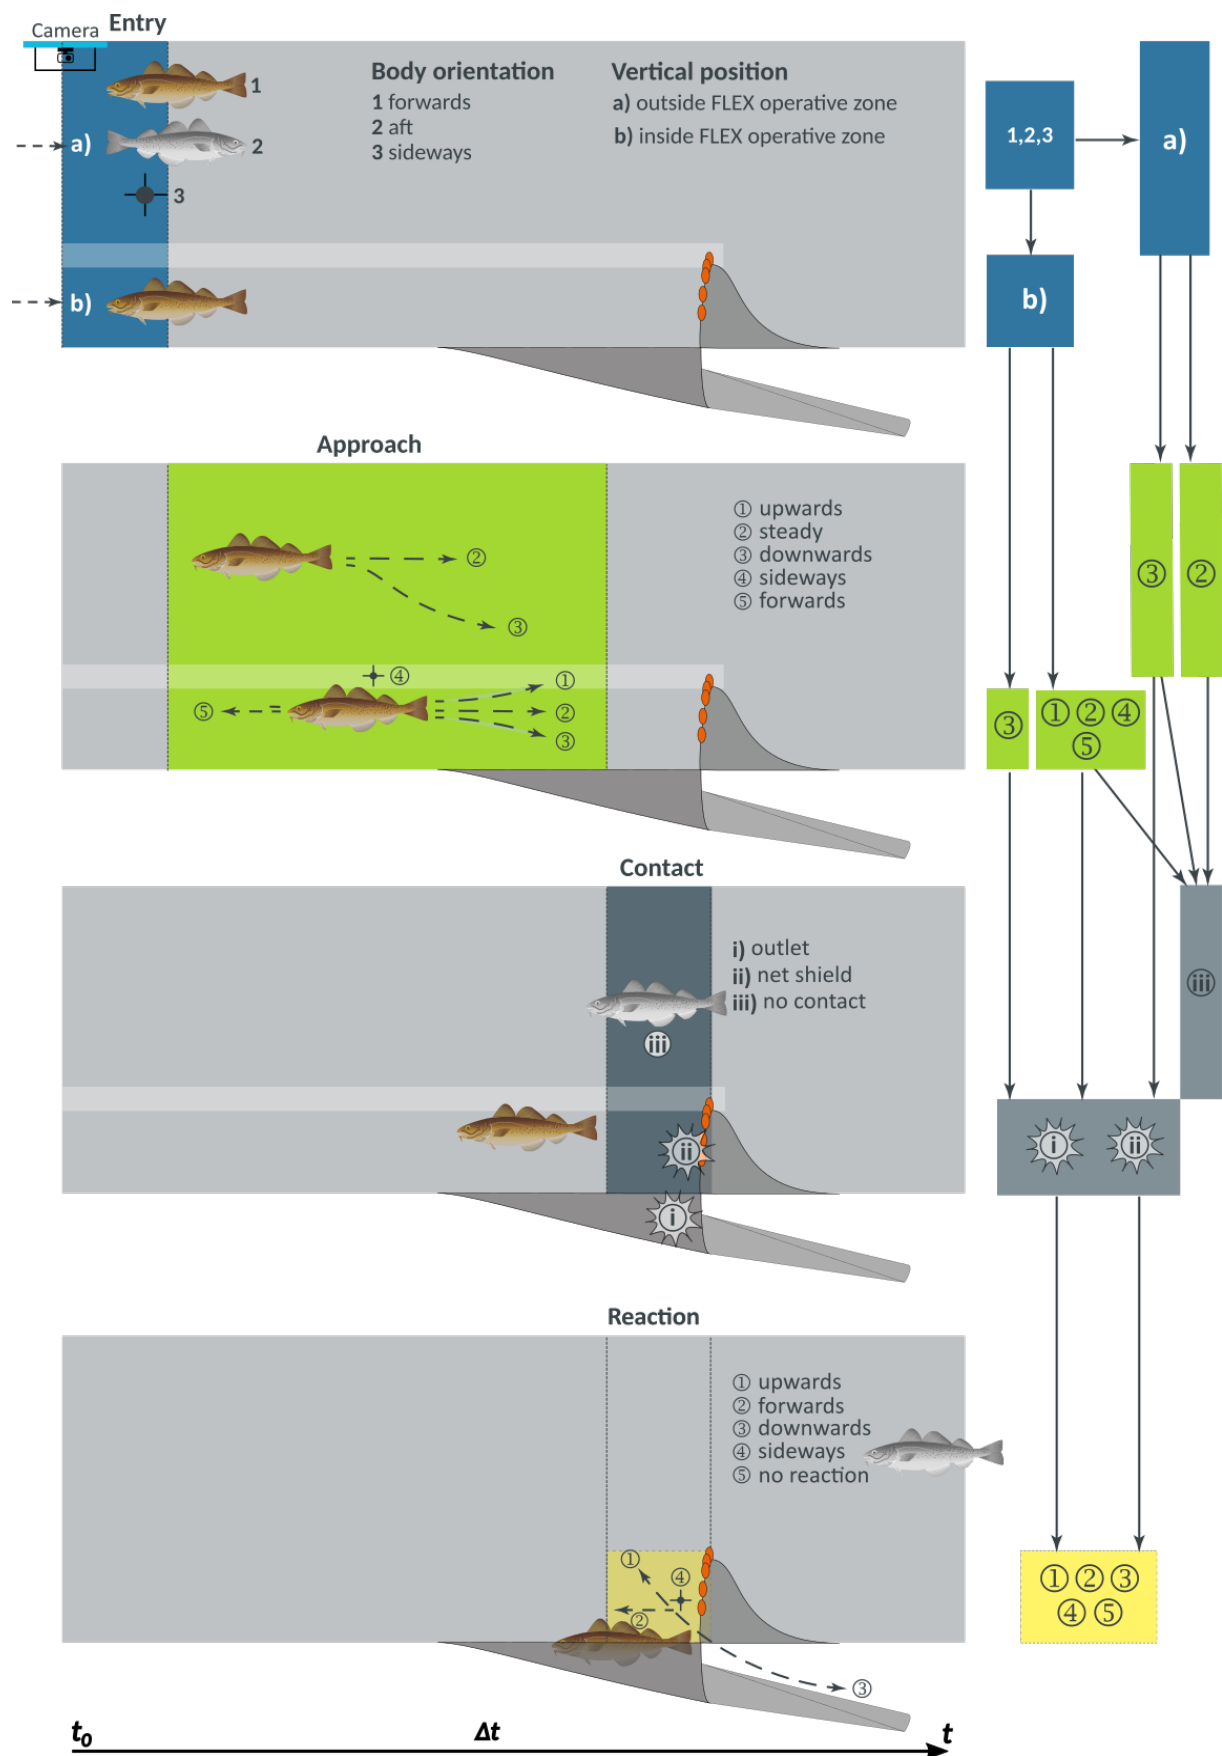 Camera
Entry
Body orientation
1 forwards
2 aft
3 sideways
Vertical position
a) outside FLEX operative zone
b) inside FLEX operative zone
1
a)
2
3
b)
1,2,3
a)
b)
Approach
① upwards
② steady
③ downwards
④ sideways
⑤ forwards
②
③
④
①
⑤
②
③
③
②
③
① ② ④
⑤
Contact
i) outlet
ii) net shield
iii) no contact
iii
ii
i
iii
i
ii
Reaction
① upwards
② forwards
③ downwards
④ sideways
⑤ no reaction
①
④
②
③
① ② ③
④ ⑤
t0
Δt
t